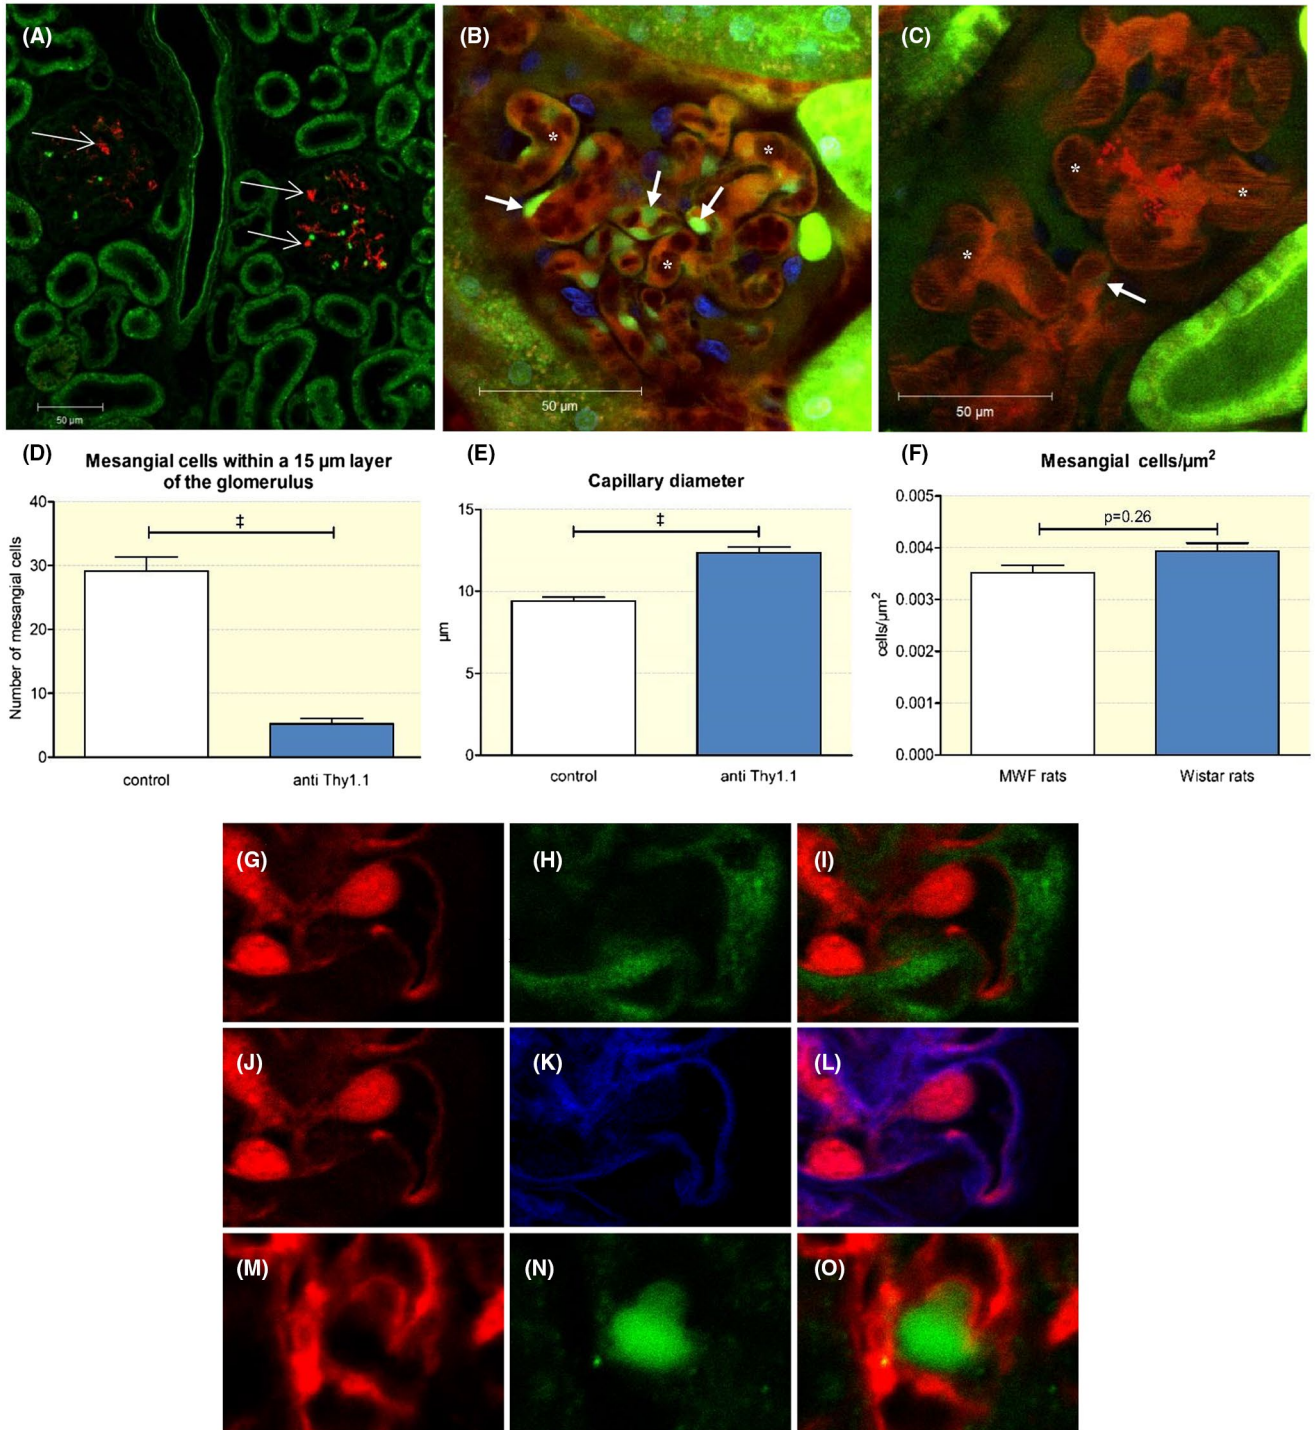 (A)
50 µm
(B)
*
*
*
50 µm
(C)
*
*
*
50 µm
(D)
Mesangial cells within a 15 µm layer
of the glomerulus
Number of mesangial cells
40
30
20
10
0
‡
control
anti Thy1.1
(E)
Capillary diameter
µm
15
10
5
0
‡
control
anti Thy1.1
(F)
Mesangial cells/µm²
cells/µm²
0.005
0.004
0.003
0.002
0.001
0.000
p=0.26
MWF rats
Wistar rats
(G)
(H)
(I)
(J)
(K)
(L)
(M)
(N)
(O)